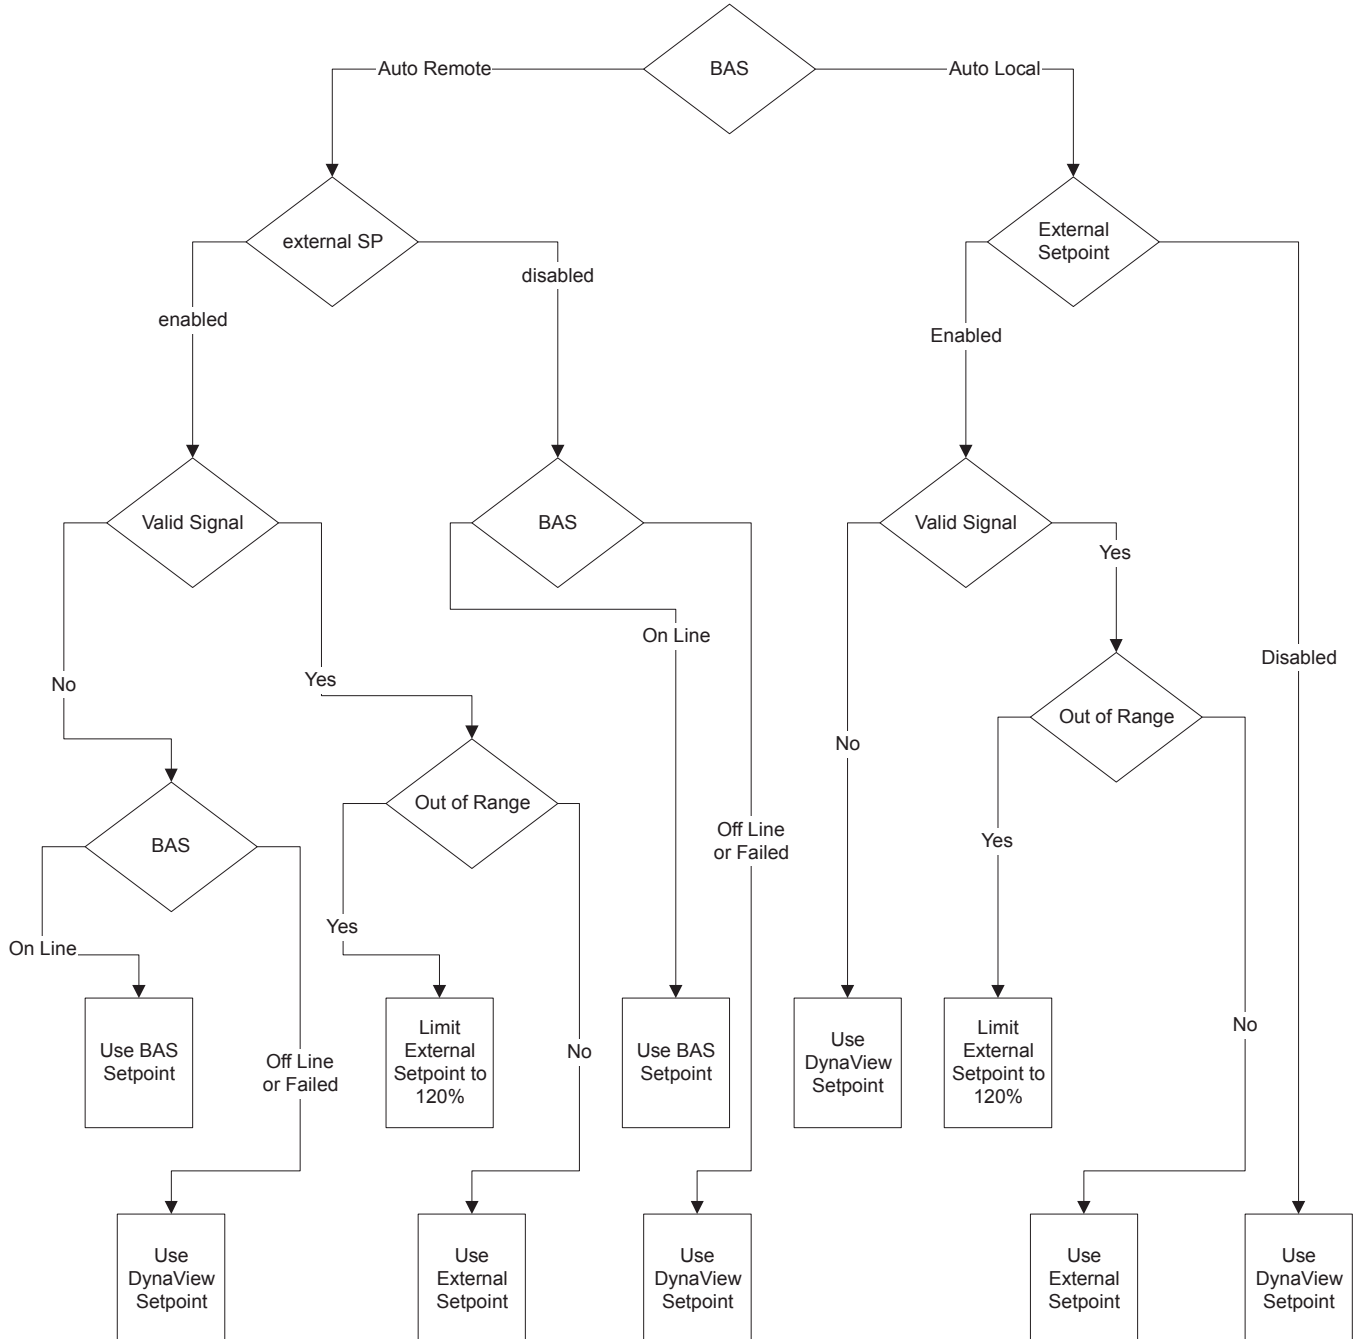 Auto Remote
BAS
Auto Local
external SP
External
Setpoint
disabled
enabled
Enabled
Valid Signal
BAS
Valid Signal
Yes
On Line
Disabled
No
Yes
Out of Range
No
Out of Range
Off Line
or Failed
Yes
BAS
Yes
On Line
Use BAS
Setpoint
Off Line
or Failed
Limit
External
Setpoint to
120%
No
Use BAS
Setpoint
Use
DynaView
Setpoint
Limit
External
Setpoint to
120%
No
Use
DynaView
Setpoint
Use
External
Setpoint
Use
DynaView
Setpoint
Use
External
Setpoint
Use
DynaView
Setpoint